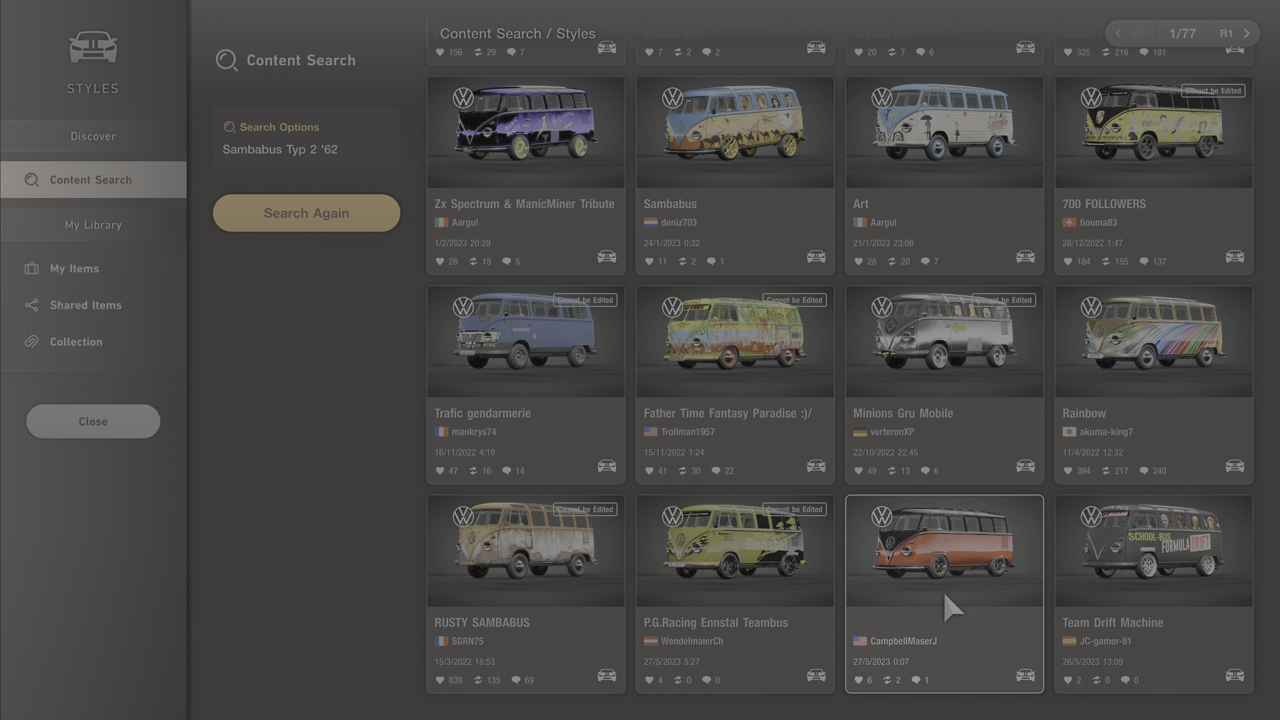 STYLES
Discover
Content Search
My Library
My Items
Shared Items
Collection
Close
Content Search
Search Options
Sambabus Typ 2 '62
Search Again
Content Search / Styles
L1 1/77 R1
156 29 7
7 2 2
20 7 6
325 216 181
Zx Spectrum & ManicMiner Tribute
Aargul
1/2/2023 20:29
28 15 5
Sambabus
deniz703
24/1/2023 0:32
11 2 1
Art
Aargul
21/1/2023 23:06
28 20 7
Cannot be Edited
700 FOLLOWERS
tiouma83
28/12/2022 1:47
184 155 137
Cannot be Edited
Trafic gendarmerie
mankrys74
16/11/2022 4:19
47 16 14
Cannot be Edited
Father Time Fantasy Paradise :)/
Trollman1957
15/11/2022 1:24
41 30 22
Cannot be Edited
Minions Gru Mobile
verteronXP
22/10/2022 22:45
49 13 6
Rainbow
akuma-king7
11/4/2022 12:32
394 217 240
Cannot be Edited
RUSTY SAMBABUS
SGRN75
15/3/2022 18:53
839 135 69
Cannot be Edited
P.G.Racing Ennstal Teambus
WendelmaierCh
27/5/2023 5:27
4 0 0
CampbellMaserJ
27/5/2023 0:07
6 2 1
SCHOOL-BUS
FORMULA DRIFT
Team Drift Machine
JC-gamer-81
26/5/2023 13:09
2 0 0